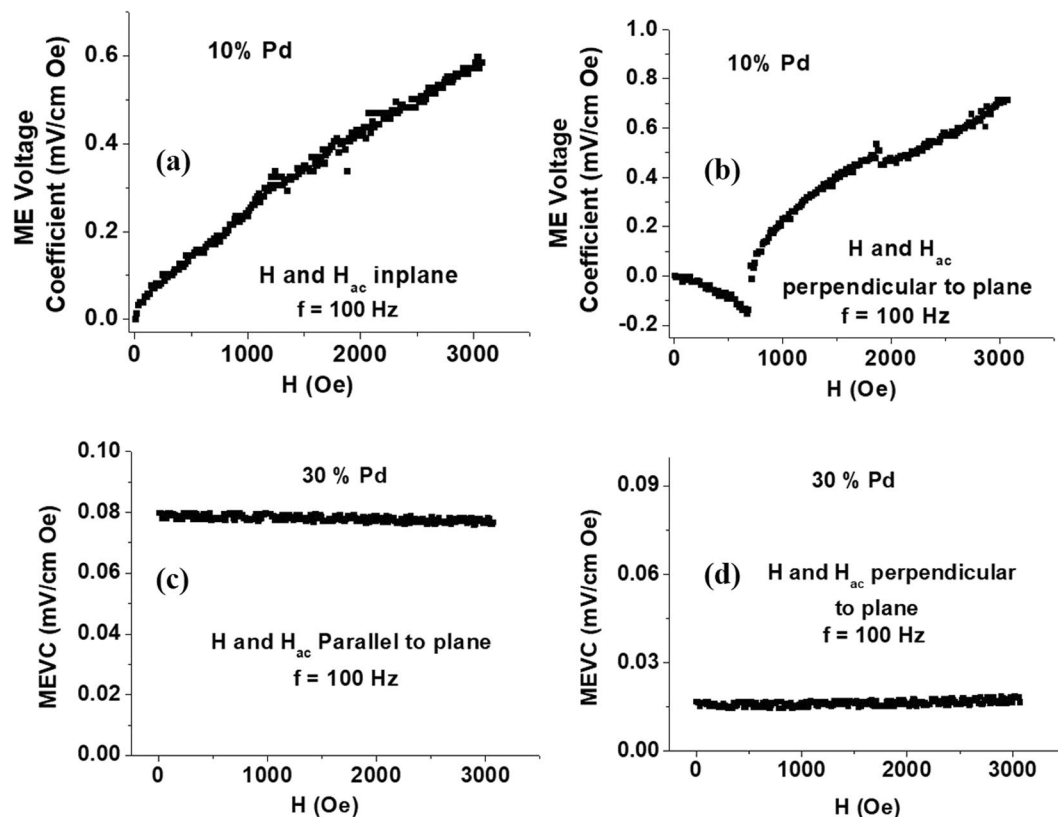 10% Pd
(a)
ME Voltage
Coefficient (mV/cm Oe)
0.6
0.4
0.2
0.0
H and Hac inplane
f = 100 Hz
0 1000 2000 3000
H (Oe)
10% Pd
(b)
ME Voltage
Coefficient (mV/cm Oe)
1.0
0.8
0.6
0.4
0.2
0.0
-0.2
H and Hac
perpendicular to plane
f = 100 Hz
0 1000 2000 3000
H (Oe)
30 % Pd
(c)
MEVC (mV/cm Oe)
0.10
0.08
0.06
0.04
0.02
0.00
H and Hac Parallel to plane
f = 100 Hz
0 1000 2000 3000
H (Oe)
30 % Pd
(d)
MEVC (mV/cm Oe)
0.09
0.06
0.03
0.00
H and Hac perpendicular
to plane
f = 100 Hz
0 1000 2000 3000
H (Oe)